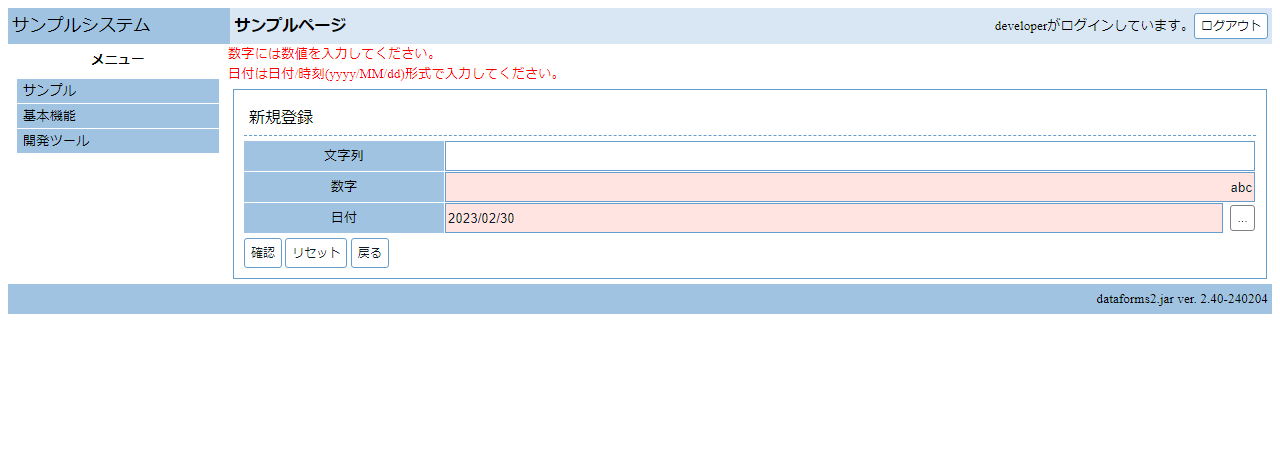 サンプルシステム
サンプルページ
developerがログインしています。 ログアウト
メニュー
サンプル
基本機能
開発ツール
数字には数値を入力してください。
日付は日付/時刻(yyyy/MM/dd)形式で入力してください。
新規登録
文字列
数字 abc
日付 2023/02/30 ...
確認 リセット 戻る
dataforms2.jar ver. 2.40-240204